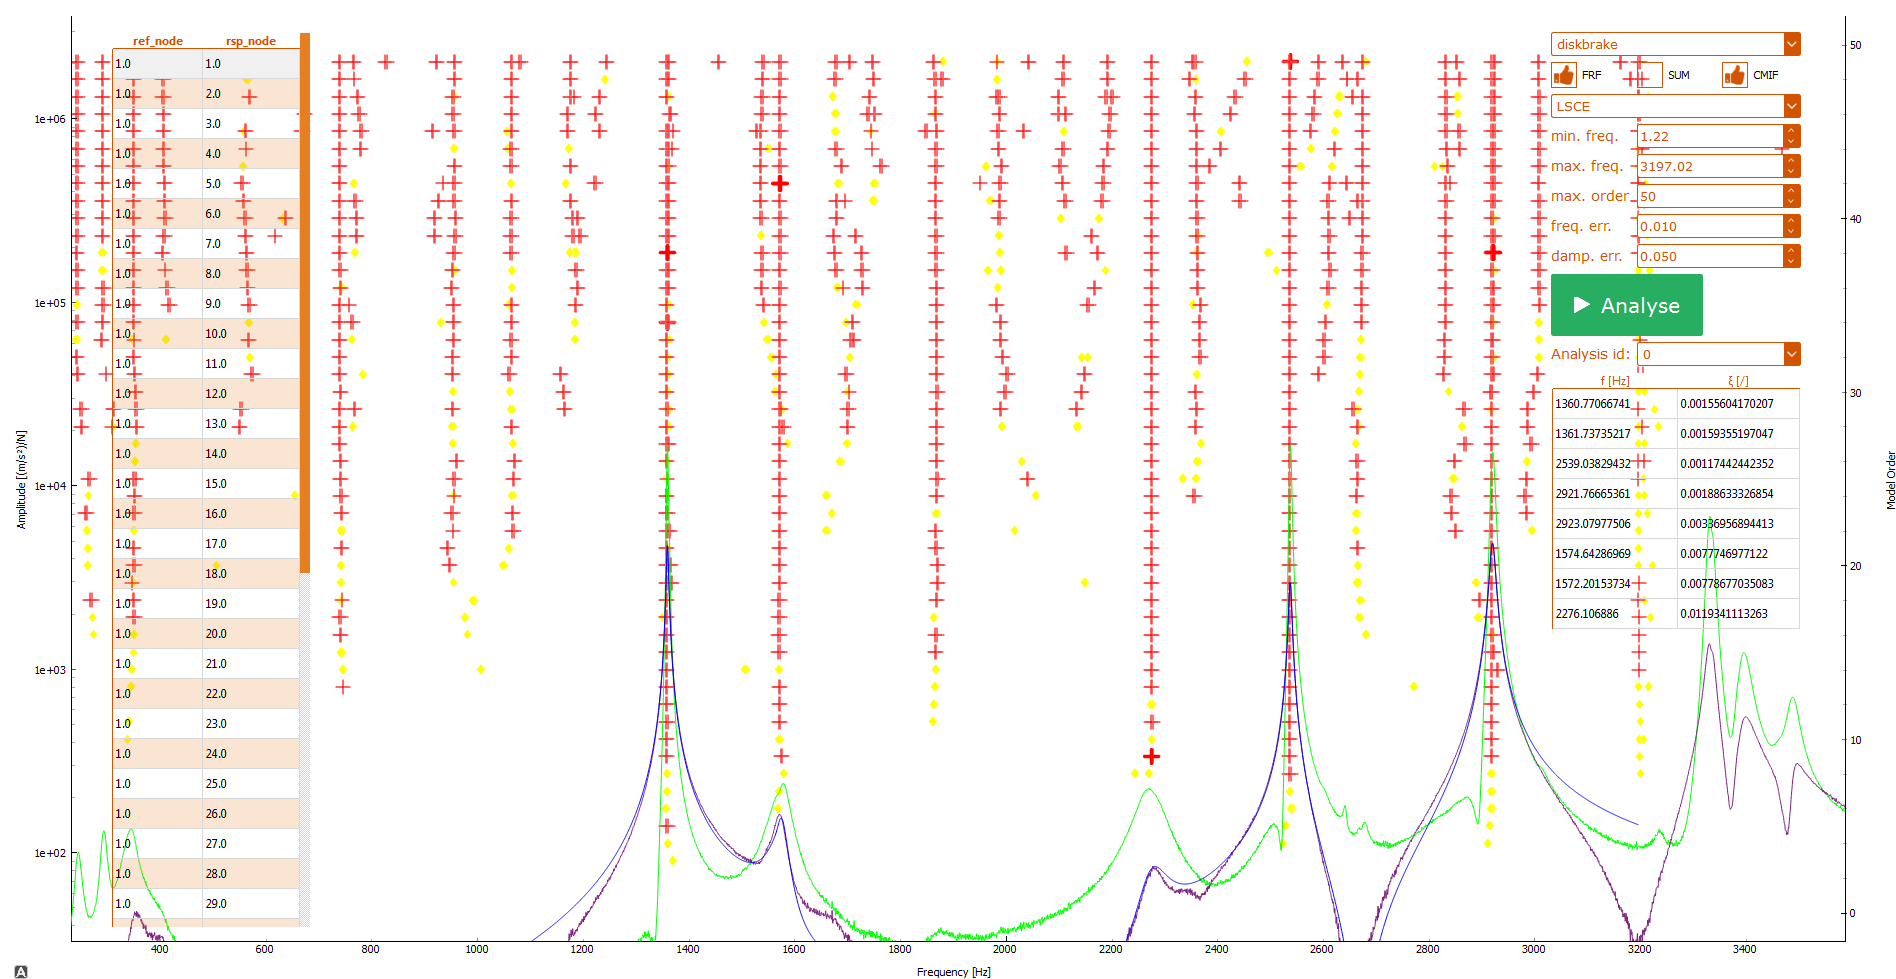 ref_node rsp_node
1.0 1.0
1.0 2.0
1.0 3.0
1.0 4.0
1.0 5.0
1.0 6.0
1.0 7.0
1.0 8.0
1.0 9.0
1.0 10.0
1.0 11.0
1.0 12.0
1.0 13.0
1.0 14.0
1.0 15.0
1.0 16.0
1.0 17.0
1.0 18.0
1.0 19.0
1.0 20.0
1.0 21.0
1.0 22.0
1.0 23.0
1.0 24.0
1.0 25.0
1.0 26.0
1.0 27.0
1.0 28.0
1.0 29.0
Amplitude [(m/s²)/N]
1e+06
1e+05
1e+04
1e+03
1e+02
400 600 800 1000 1200 1400 1600 1800 2000 2200 2400 2600 2800 3000 3200 3400
Frequency [Hz]
A
diskbrake
FRF SUM CMIF
LSCE
min. freq. 1.22
max. freq. 3197.02
max. order 50
freq. err. 0.010
damp. err. 0.050
Analyse
Analysis id: 0
f [Hz] ξ [/]
1360.77066741 0.00155604170207
1361.73735217 0.00159355197047
2539.03829432 0.00117442442352
2921.76665361 0.00188633326854
2923.07977506 0.00336956894413
1574.64286969 0.0077746977122
1572.20153734 0.00778677035083
2276.106886 0.0119341113263
50
40
30
20
10
0
Model Order